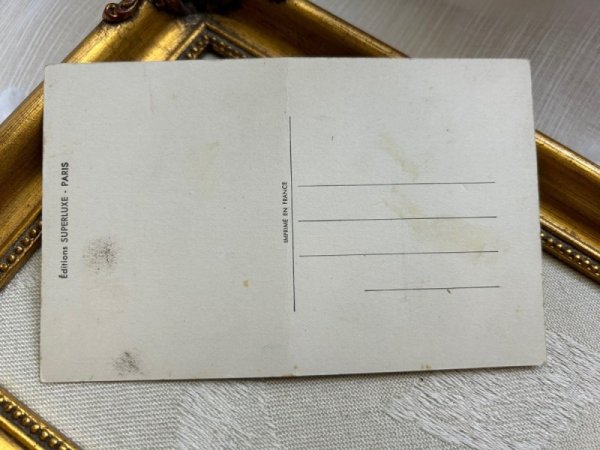 Éditions SUPERLUXE - PARIS
IMPRIMÉ EN FRANCE